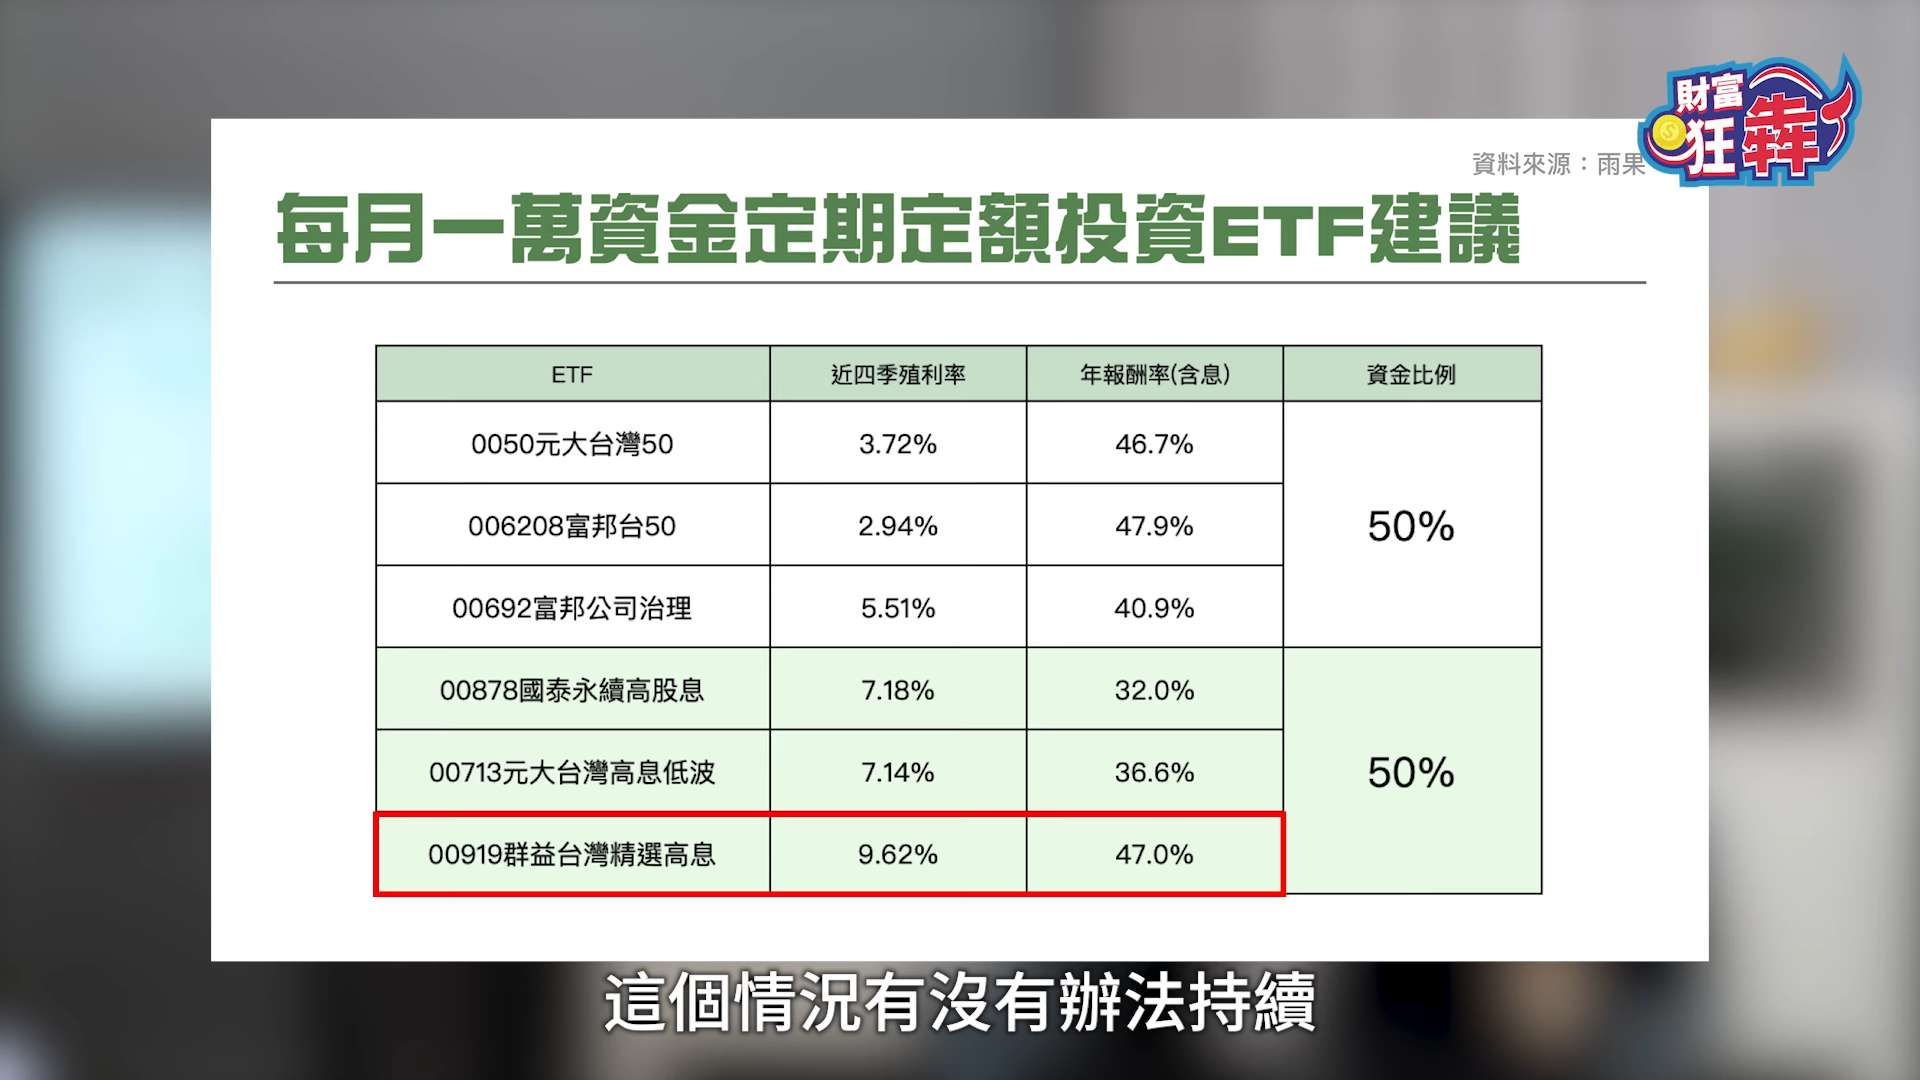 財富
狂犇
資料來源：雨果
每月一萬資金定期定額投資ETF建議
ETF 近四季殖利率 年報酬率(含息) 資金比例
0050元大台灣50 3.72% 46.7%
006208富邦台50 2.94% 47.9% 50%
00692富邦公司治理 5.51% 40.9%
00878國泰永續高股息 7.18% 32.0%
00713元大台灣高息低波 7.14% 36.6% 50%
00919群益台灣精選高息 9.62% 47.0%
這個情況有沒有辦法持續